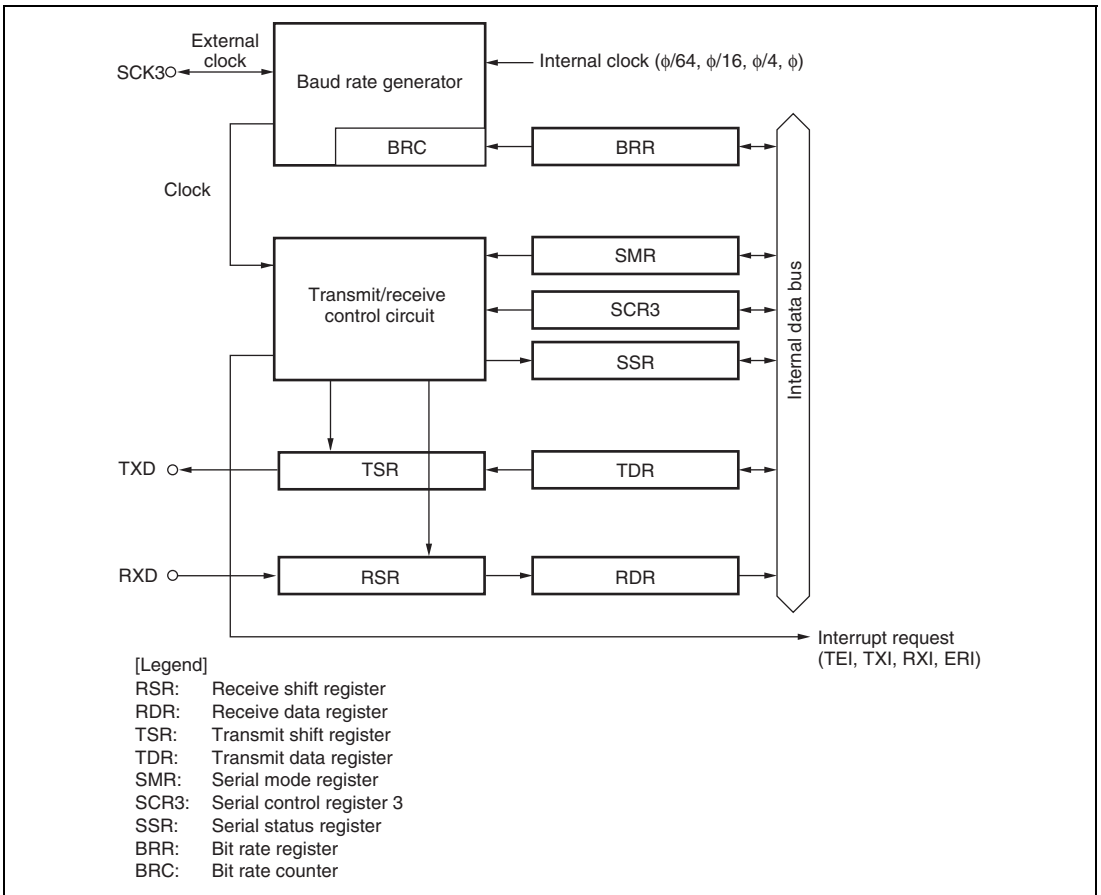 External
clock
SCK3
Baud rate generator
Internal clock (ϕ/64, ϕ/16, ϕ/4, ϕ)
BRC
BRR
Clock
Transmit/receive
control circuit
SMR
SCR3
SSR
Internal data bus
TXD
TSR
TDR
RXD
RSR
RDR
Interrupt request
(TEI, TXI, RXI, ERI)
[Legend]
RSR: Receive shift register
RDR: Receive data register
TSR: Transmit shift register
TDR: Transmit data register
SMR: Serial mode register
SCR3: Serial control register 3
SSR: Serial status register
BRR: Bit rate register
BRC: Bit rate counter